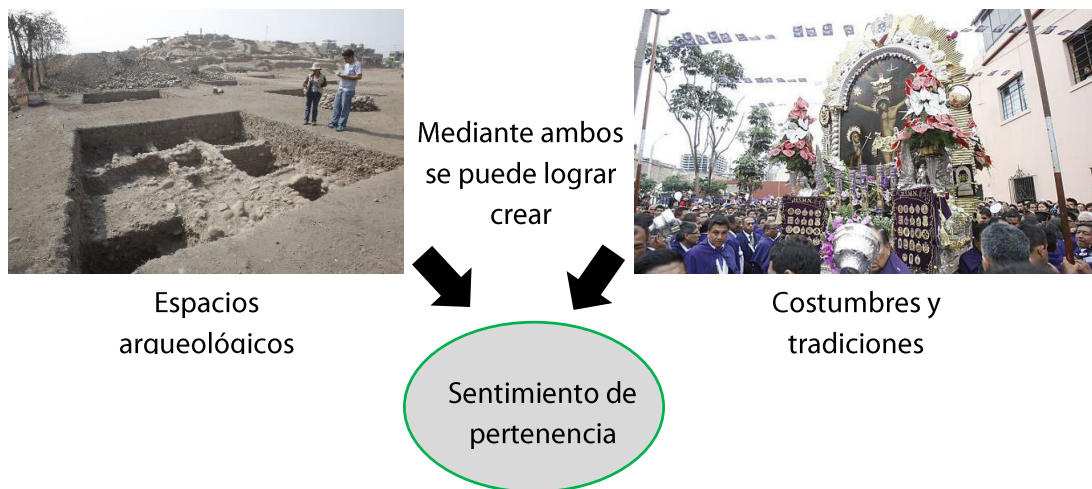 Mediante ambos
se puede lograr
crear
Espacios
arqueológicos
Costumbres y
tradiciones
Sentimiento de
pertenencia